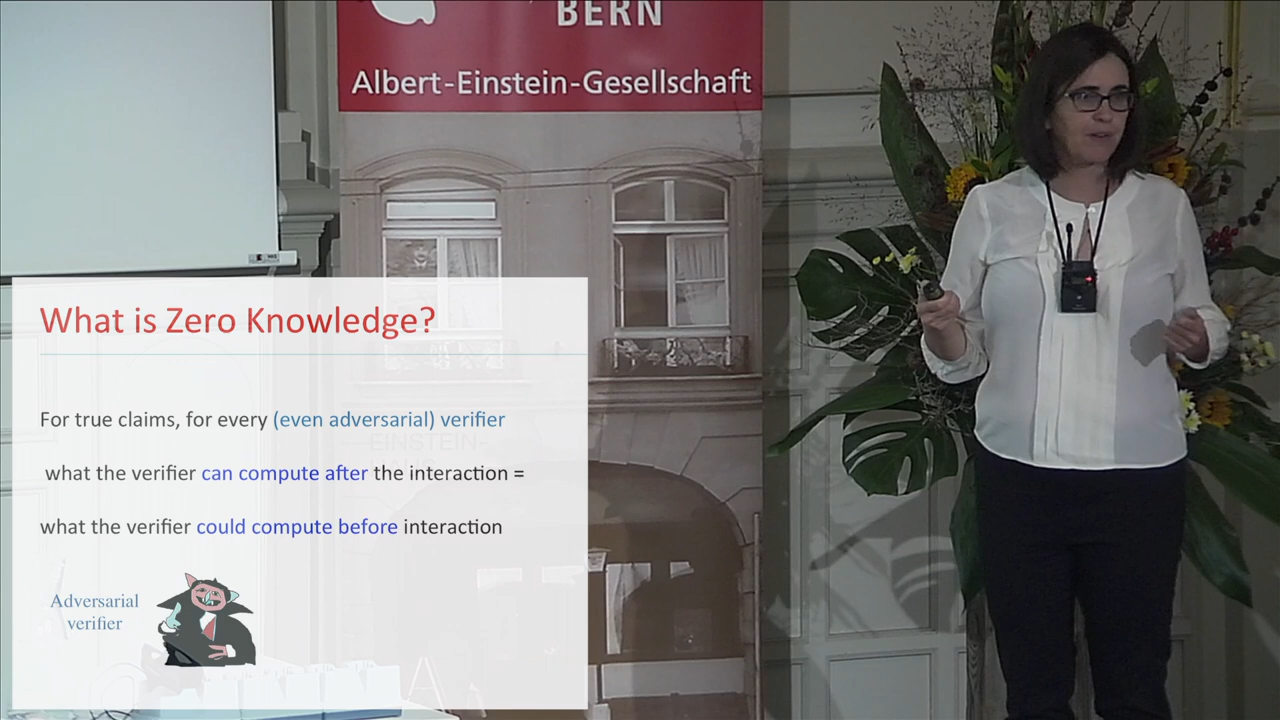 BERN
Albert-Einstein-Gesellschaft
What is Zero Knowledge?
For true claims, for every (even adversarial) verifier
what the verifier can compute after the interaction =
what the verifier could compute before interaction
Adversarial
verifier
EINSTEIN-